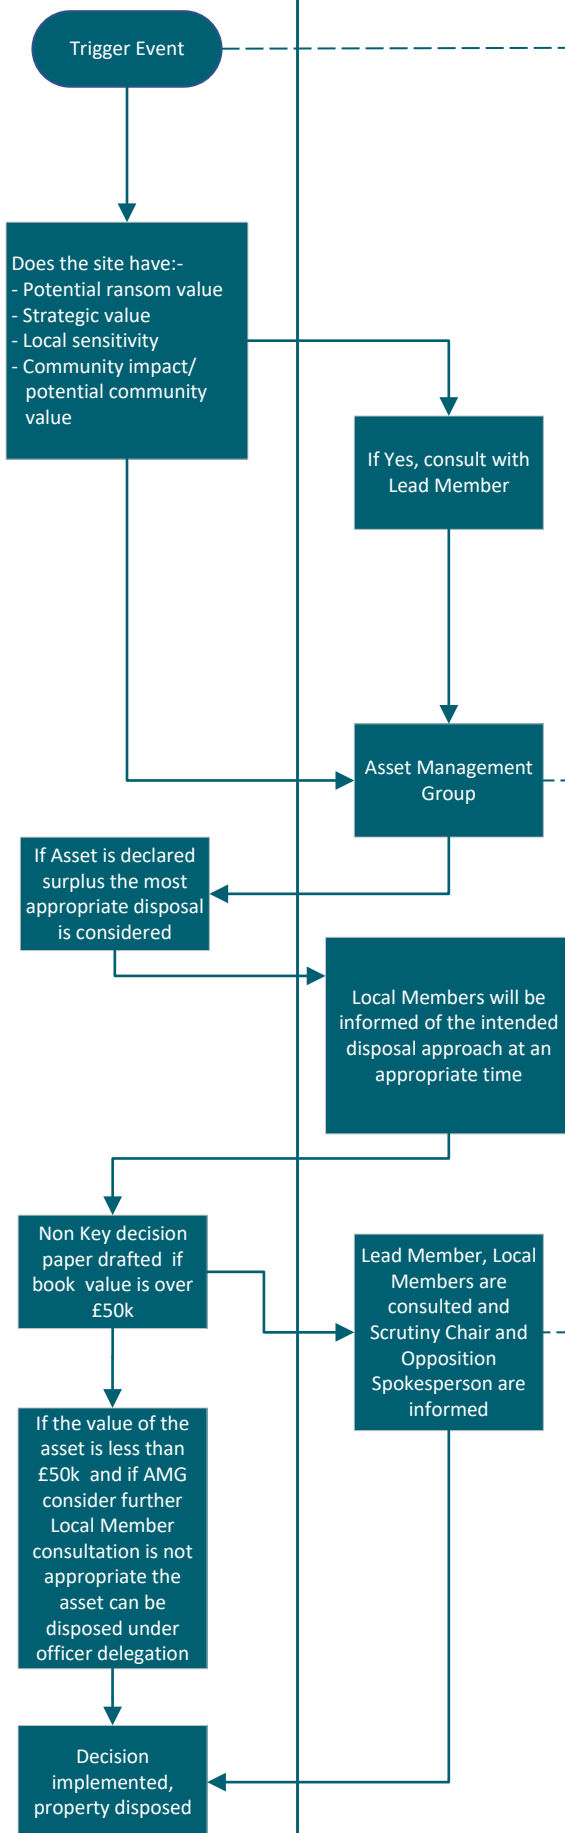 Trigger Event
Does the site have:-
- Potential ransom value
- Strategic value
- Local sensitivity
- Community impact/
potential community
value
If Yes, consult with
Lead Member
Asset Management
Group
If Asset is declared
surplus the most
appropriate disposal
is considered
Local Members will be
informed of the intended
disposal approach at an
appropriate time
Non Key decision
paper drafted  if
book  value is over
£50k
Lead Member, Local
Members are
consulted and
Scrutiny Chair and
Opposition
Spokesperson are
informed
If the value of the
asset is less than
£50k  and if AMG
consider further
Local Member
consultation is not
appropriate the
asset can be
disposed under
officer delegation
Decision
implemented,
property disposed